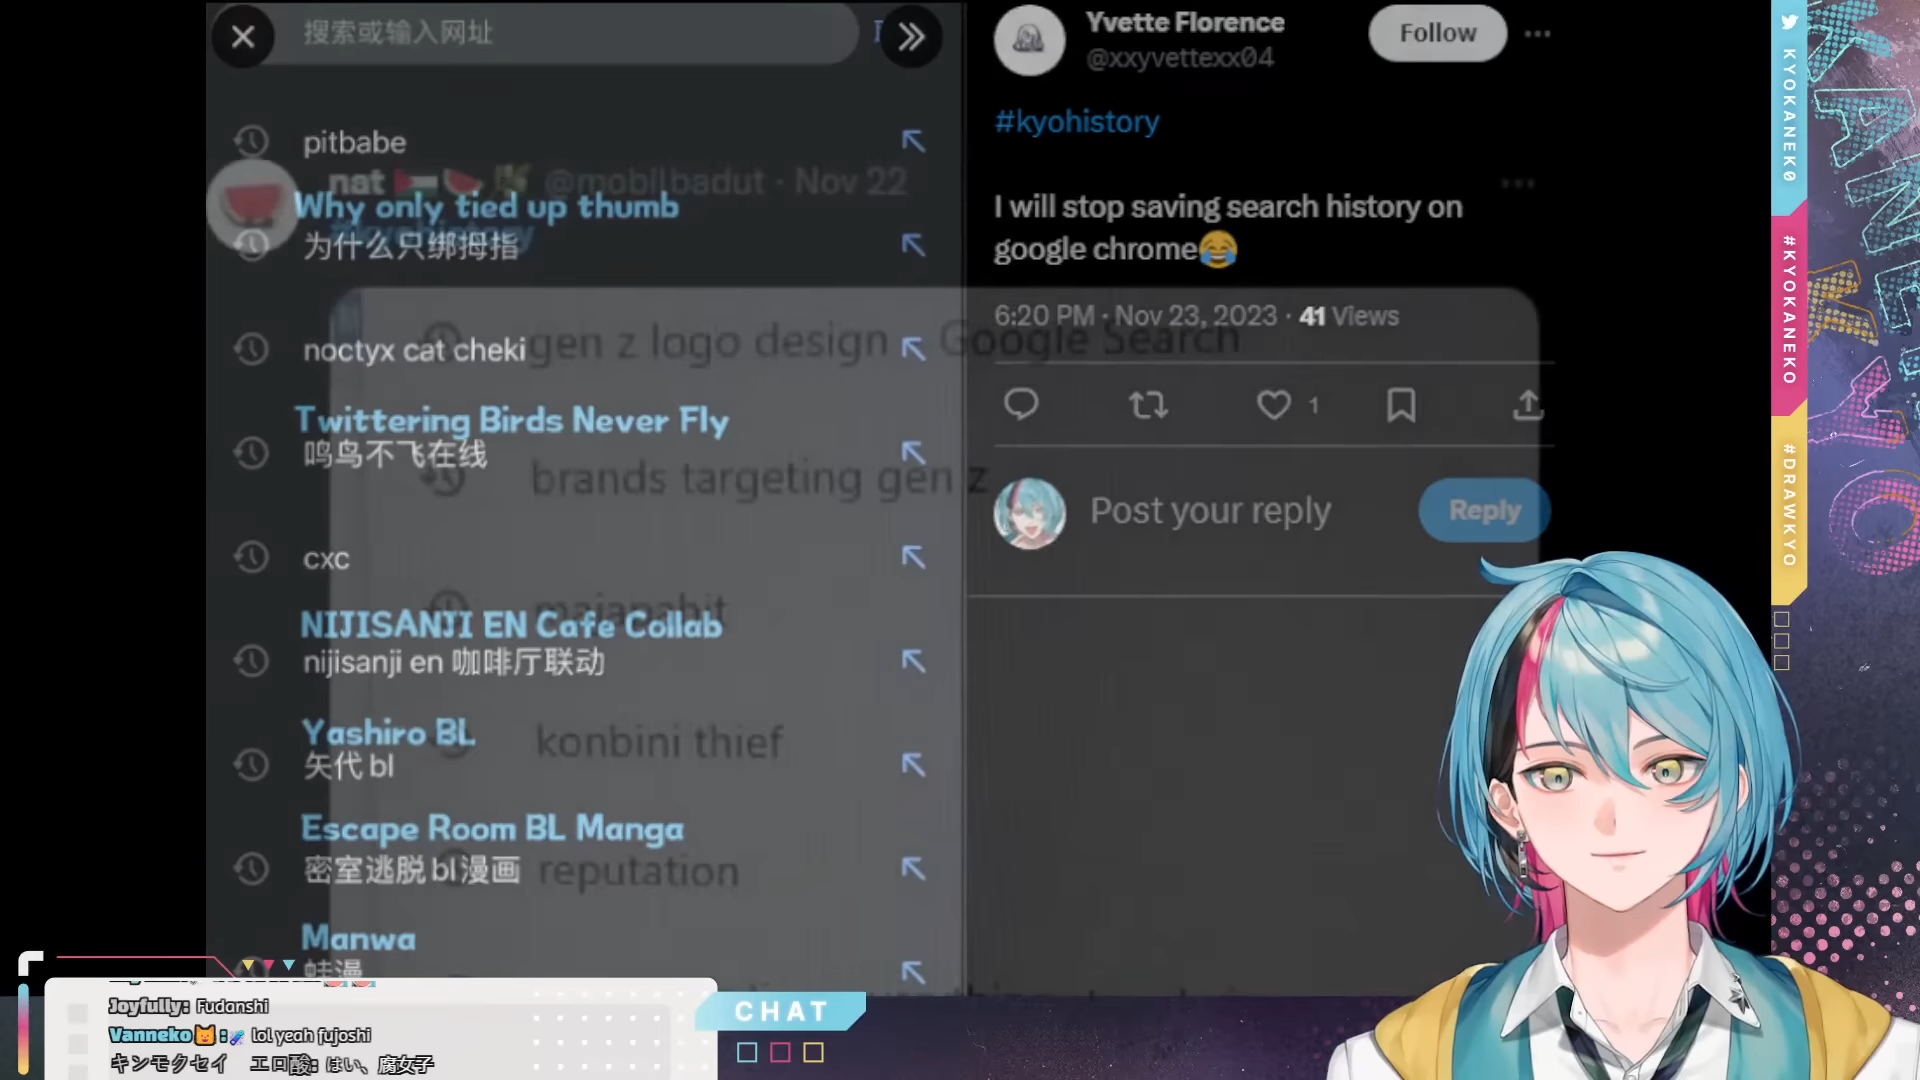 搜索或输入网址
pitbabe
nat @mobilbadut · Nov 22
Why only tied up thumb
为什么只绑拇指
noctyx cat cheki
gen z logo design
Google Search
Twittering Birds Never Fly
鸣鸟不飞在线
brands targeting gen z
cxc
NIJISANJI EN Cafe Collab
nijisanji en 咖啡厅联动
konbini thief
Yashiro BL
矢代 bl
Escape Room BL Manga
密室逃脱 bl漫画
reputation
Manwa
蛙漫
Yvette Florence
@xxyvettexx04
Follow
#kyohistory
I will stop saving search history on
google chrome😂
6:20 PM · Nov 23, 2023 · 41 Views
1
Post your reply
Reply
Joyfully: Fudanshi
Vanneko🐱: lol yeah fujoshi
キンモクセイ エロ酸: はい、腐女子
CHAT
KYOKANEK0
#KYOKANEKO
#DRAWKYO